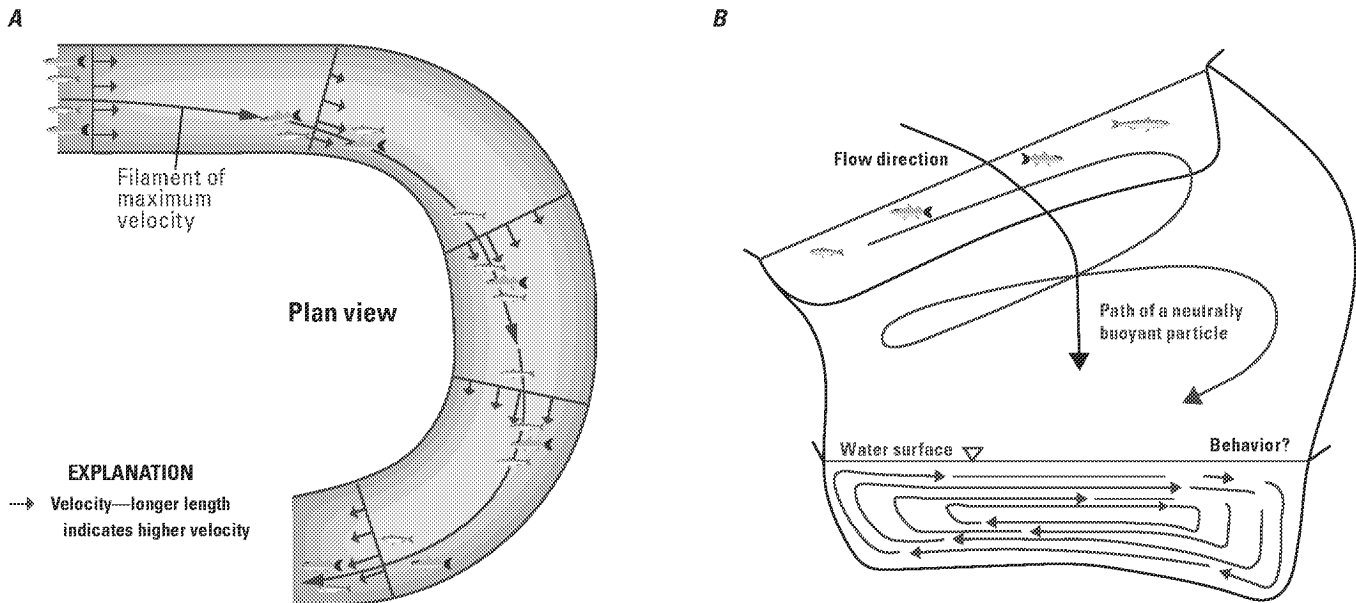 A
Filament of
maximum
velocity
Plan view
EXPLANATION
Velocity—longer length
indicates higher velocity
B
Flow direction
Path of a neutrally
buoyant particle
Water surface
Behavior?